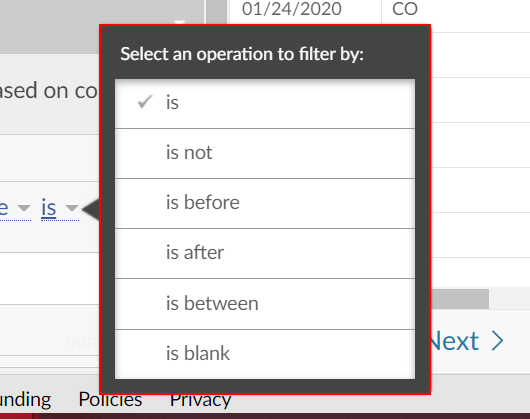 01/24/2020 CO
Select an operation to filter by:
ased on co
is
is not
is before
e is
is after
is between
is blank
Next
unding Policies Privacy